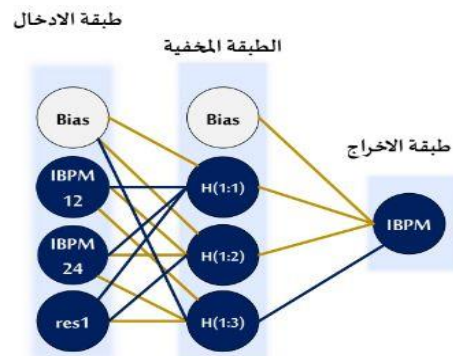 طبقة الادخال
الطبقة المخفية
طبقة الاخراج
Bias
IBPM
12
IBPM
24
res1
Bias
H(1:1)
H(1:2)
H(1:3)
IBPM